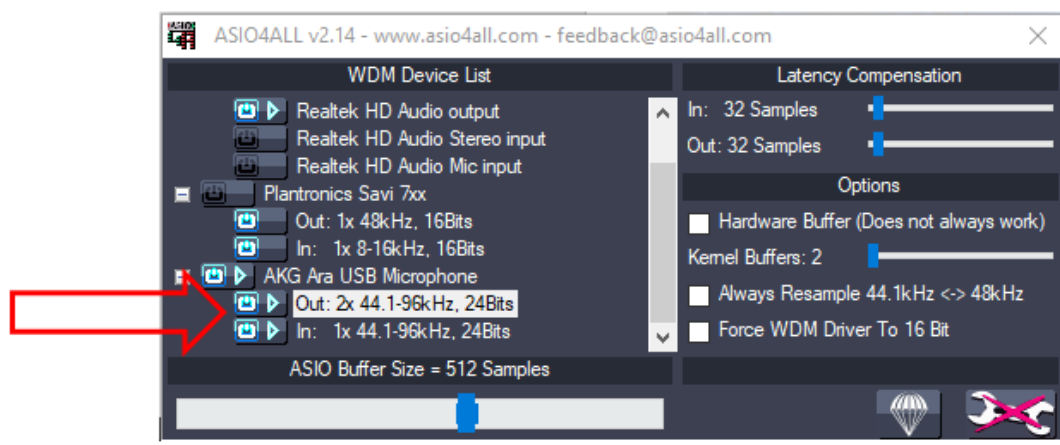 ASIO4ALL v2.14 - www.asio4all.com - feedback@asio4all.com
WDM Device List
Realtek HD Audio output
Realtek HD Audio Stereo input
Realtek HD Audio Mic input
Plantronics Savi 7xx
Out: 1x 48kHz, 16Bits
In: 1x 8-16kHz, 16Bits
AKG Ara USB Microphone
Out: 2x 44.1-96kHz, 24Bits
In: 1x 44.1-96kHz, 24Bits
ASIO Buffer Size = 512 Samples
Latency Compensation
In: 32 Samples
Out: 32 Samples
Options
Hardware Buffer (Does not always work)
Kernel Buffers: 2
Always Resample 44.1kHz <-> 48kHz
Force WDM Driver To 16 Bit